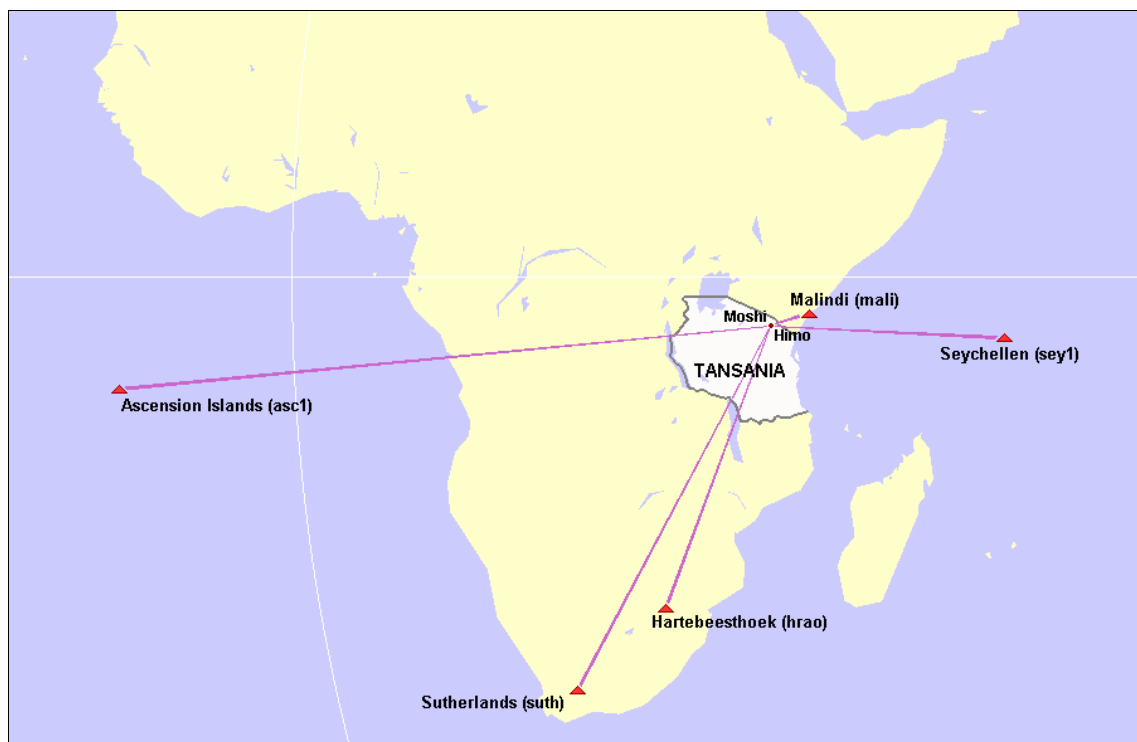 Malindi (mali)
Moshi
Himo
Seychellen (sey1)
TANSANIA
Ascension Islands (asc1)
Hartebeesthoek (hrao)
Sutherlands (suth)